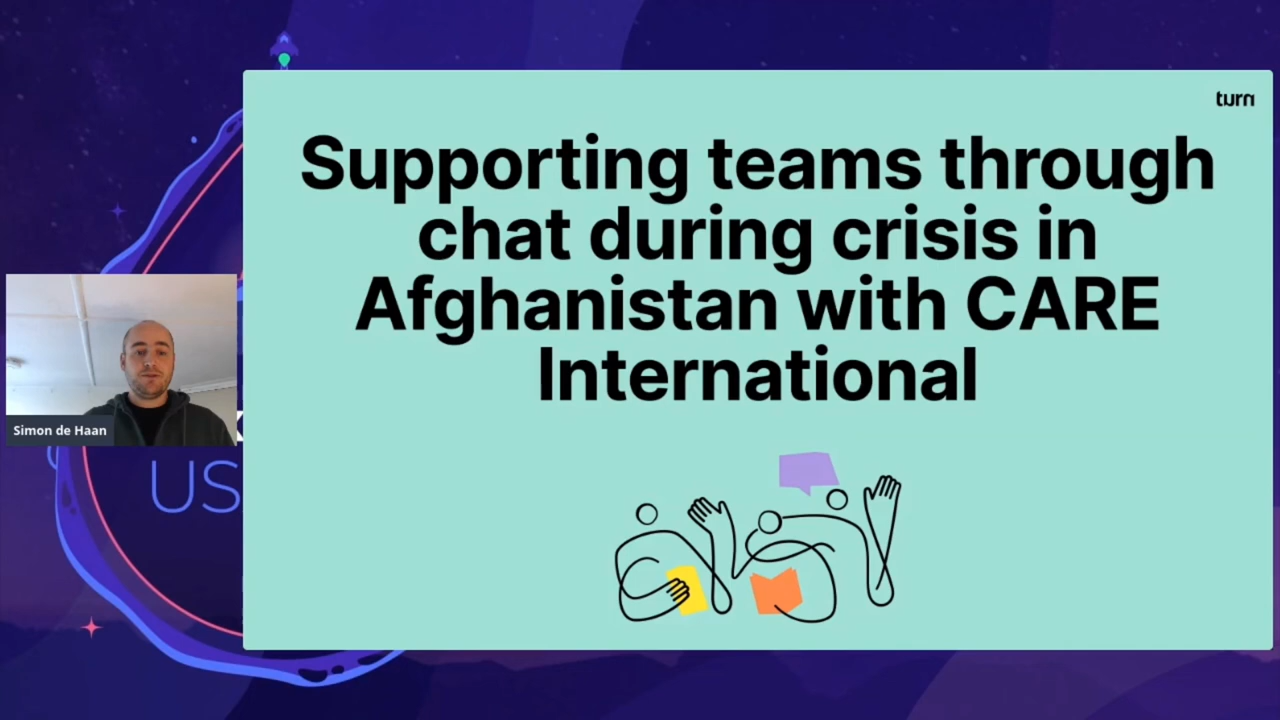 turn
Supporting teams through
chat during crisis in
Afghanistan with CARE
International
Simon de Haan
US